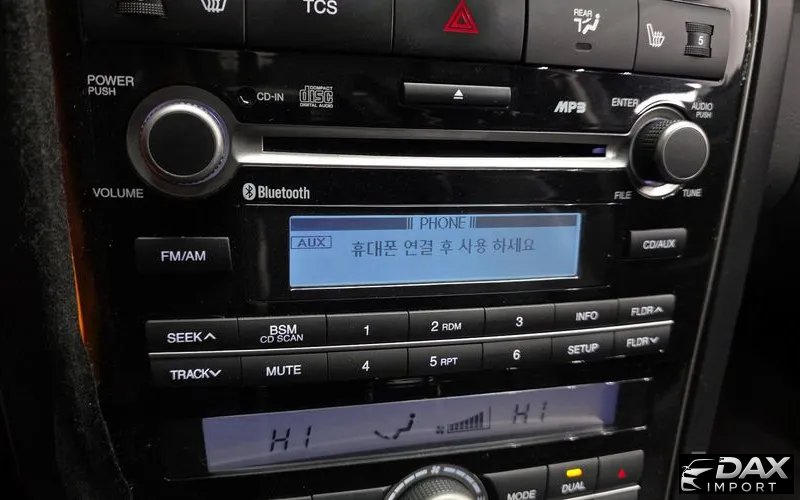 TCS
REAR
5
POWER
PUSH
CD-IN
COMPACT
disc
DIGITAL AUDIO
MP3
ENTER
AUDIO
PUSH
VOLUME
Bluetooth
FILE
TUNE
PHONE
AUX
휴대폰 연결 후 사용 하세요
FM/AM
CD/AUX
SEEK
BSM
CD SCAN
1
2 RDM
3
INFO
FLDR
TRACK
MUTE
4
5 RPT
6
SETUP
FLDR
HI
HI
MODE
DUAL
DAX
IMPORT